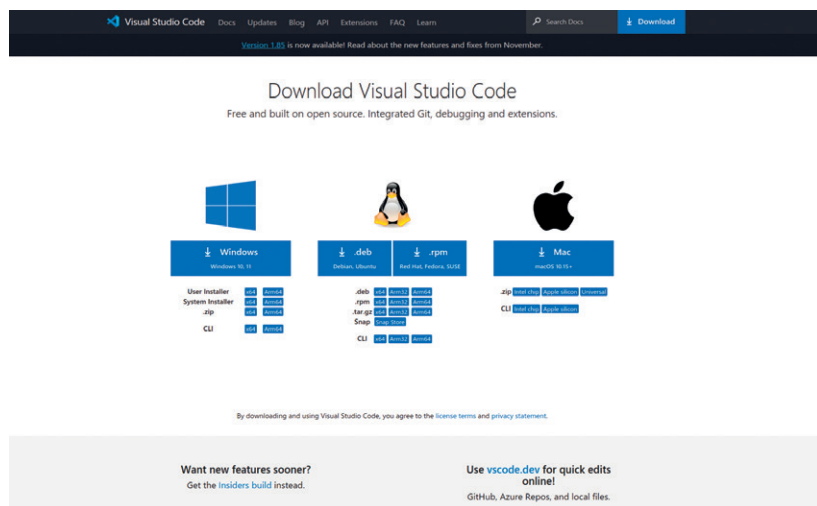 Visual Studio Code Docs Updates Blog API Extensions FAQ Learn Search Docs Download
Version 1.85 is now available! Read about the new features and fixes from November.
Download Visual Studio Code
Free and built on open source. Integrated Git, debugging and extensions.
Windows
Windows 10, 11
.deb
Debian, Ubuntu
.rpm
Red Hat, Fedora, SUSE
Mac
macOS 10.15+
User Installer x64 Arm64
System Installer x64 Arm64
.zip x64 Arm64
CLI x64 Arm64
.deb x64 Arm32 Arm64
.rpm x64 Arm32 Arm64
.tar.gz x64 Arm32 Arm64
Snap Snap Store
CLI x64 Arm32 Arm64
.zip Intel chip Apple silicon Universal
CLI Intel chip Apple silicon
By downloading and using Visual Studio Code, you agree to the license terms and privacy statement.
Want new features sooner?
Get the Insiders build instead.
Use vscode.dev for quick edits
online!
GitHub, Azure Repos, and local files.